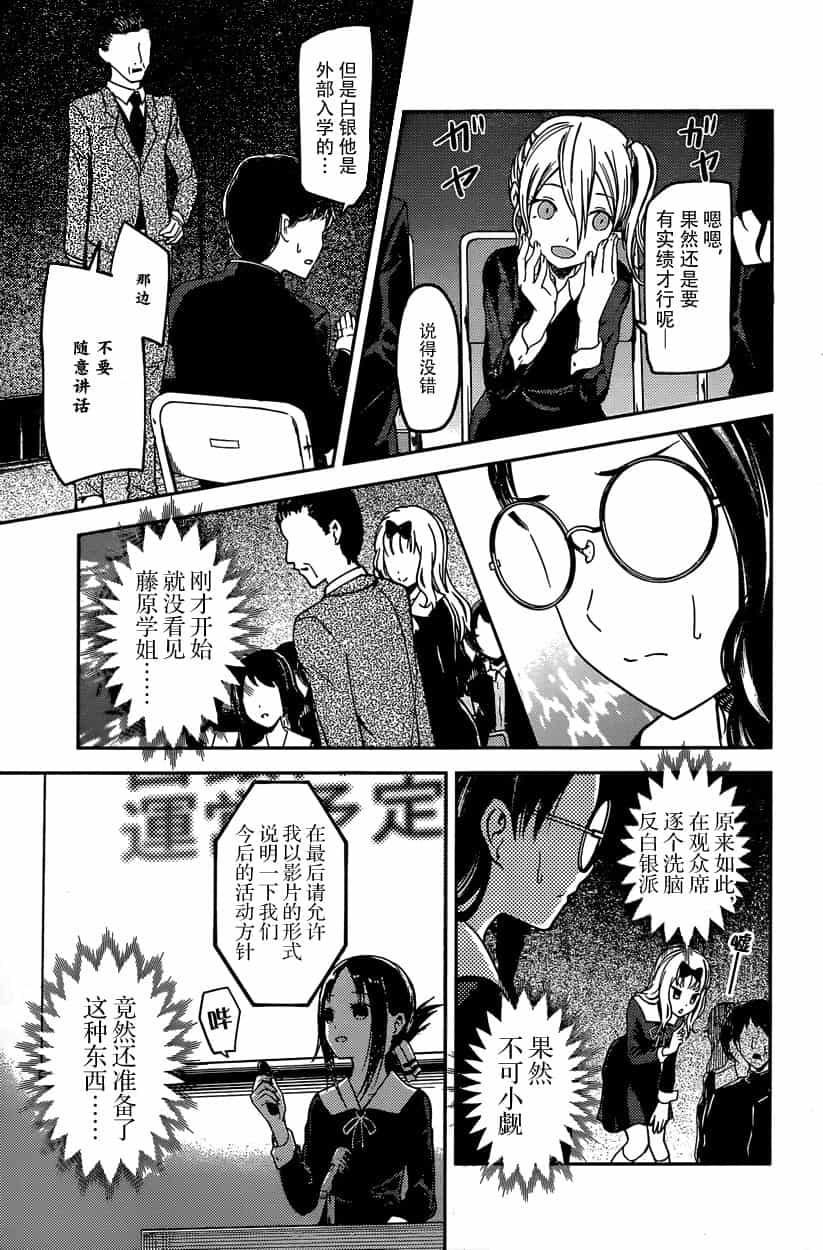 嗯嗯,
果然还是要
有实绩才行呢—
ガヤ
ガヤ
说得没错
但是白银他是
外部入学的…
那边
不要
随意讲话
刚才开始
就没看见
藤原学姐……
原来如此,
在观众席
逐个洗脑
反白银派
嘘—
果然
不可小觑
運営予定
在最后请允许
我以影片的形式
说明一下我们
今后的活动方针
哔
竟然还准备了
这种东西……